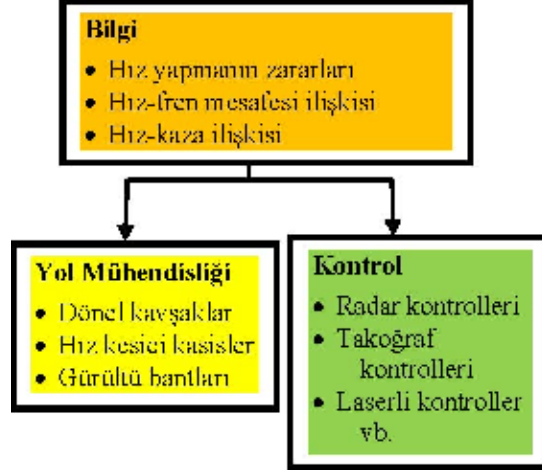 Bilgi
• Hız yapmanın zararları
• Hız-fren mesafesi ilişkisi
• Hız-kaza ilişkisi
Yol Mühendisliği
• Dönel kavşaklar
• Hız kesici kasisler
• Gürültü bantları
Kontrol
• Radar kontrolleri
• Takoğraf
kontrolleri
• Laserli kontroller
vb.